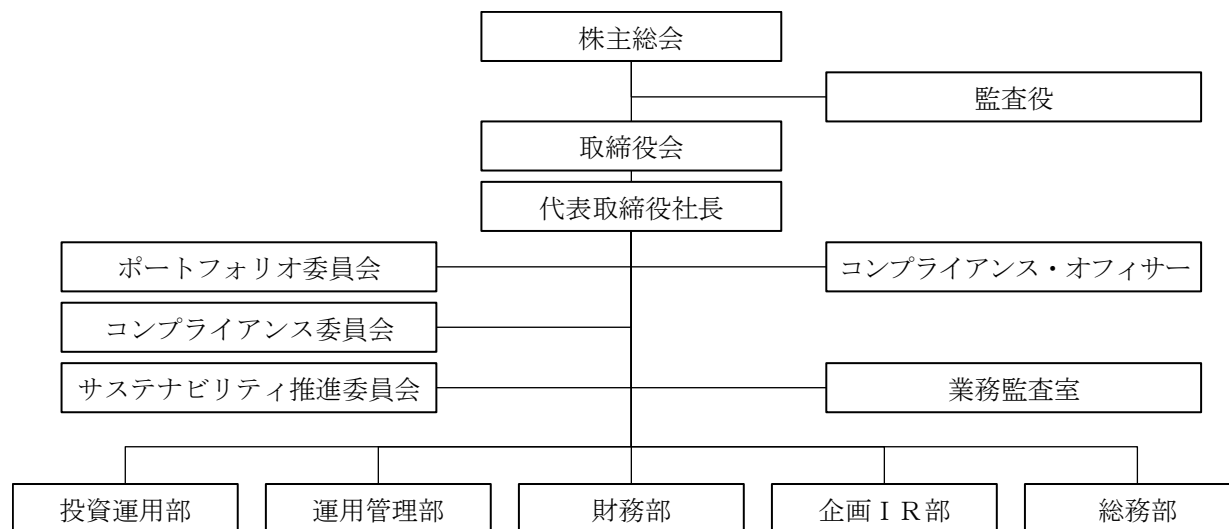 株主総会
監査役
取締役会
代表取締役社長
ポートフォリオ委員会
コンプライアンス・オフィサー
コンプライアンス委員会
サステナビリティ推進委員会
業務監査室
投資運用部
運用管理部
財務部
企画ＩＲ部
総務部